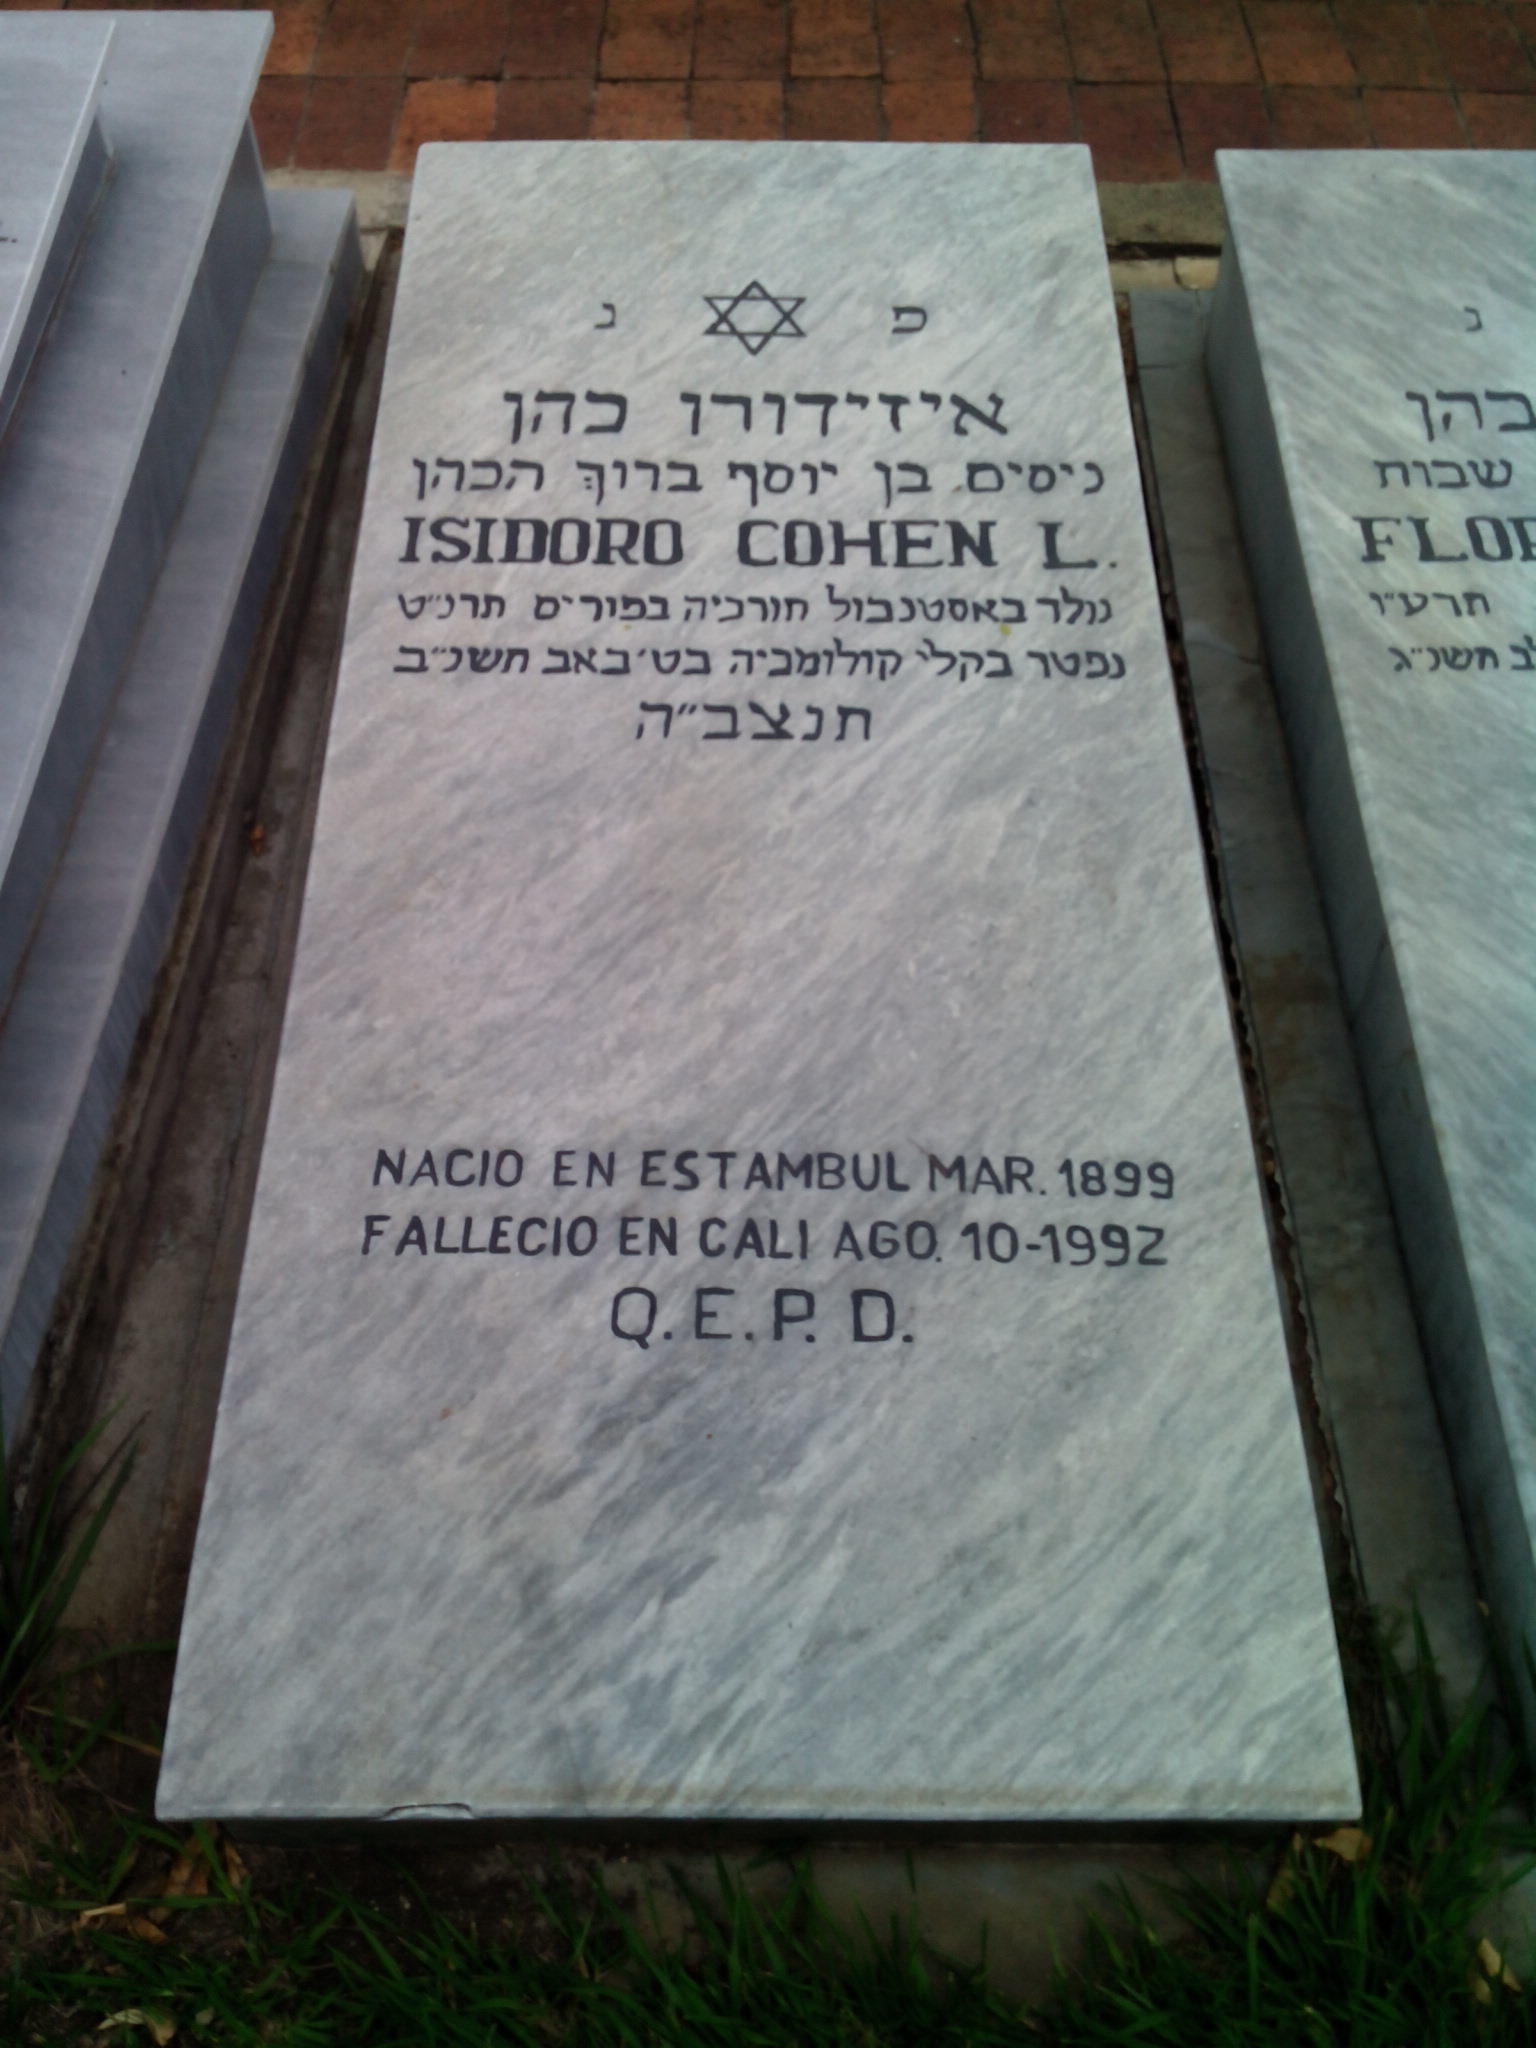 פ נ
איזידורו כהן
ניסים בן יוסף ברוך הכהן
ISIDORO COHEN L.
נולד באסטנבול תורכיה בפורים תרנ״ט
נפטר בקלי קולומביה בט׳ באב תשנ״ב
תנצב״ה
NACIO EN ESTAMBUL MAR. 1899
FALLECIO EN CALI AGO. 10-1992
Q.E.P.D.
נ
כהן
שבות
תרע״ו
תשנ״ג